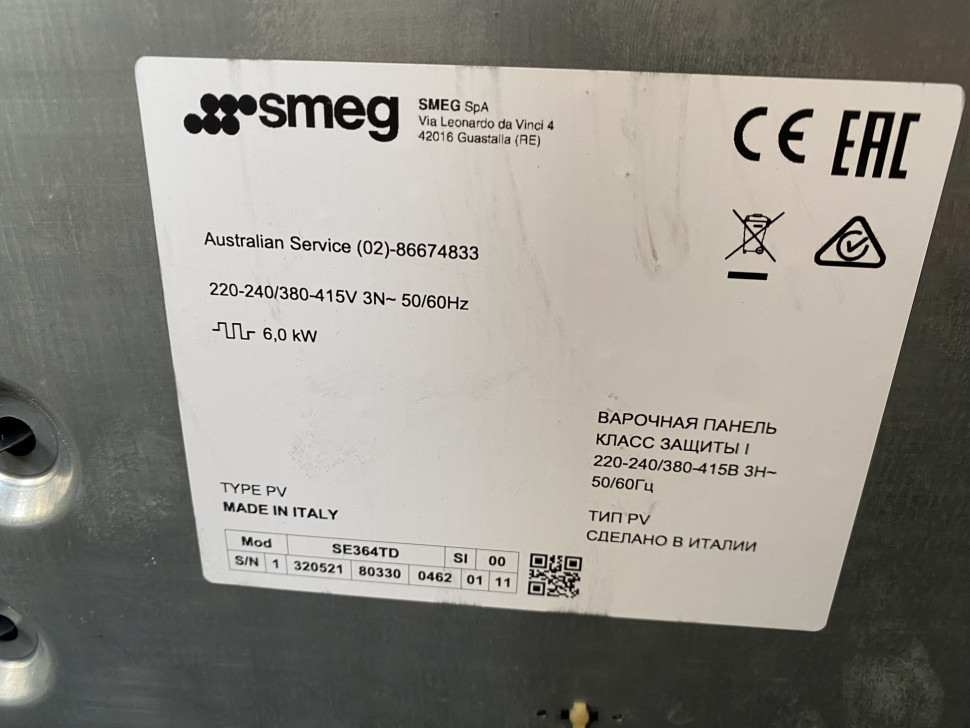 smeg
SMEG SpA
Via Leonardo da Vinci 4
42016 Guastalla (RE)
CE EAC
Australian Service (02)-86674833
220-240/380-415V 3N~ 50/60Hz
6,0 kW
ВАРОЧНАЯ ПАНЕЛЬ
КЛАСС ЗАЩИТЫ I
220-240/380-415В 3Н~
50/60Гц
ТИП PV
СДЕЛАНО В ИТАЛИИ
TYPE PV
MADE IN ITALY
Mod SE364TD SI 00
S/N 1 320521 80330 0462 01 11